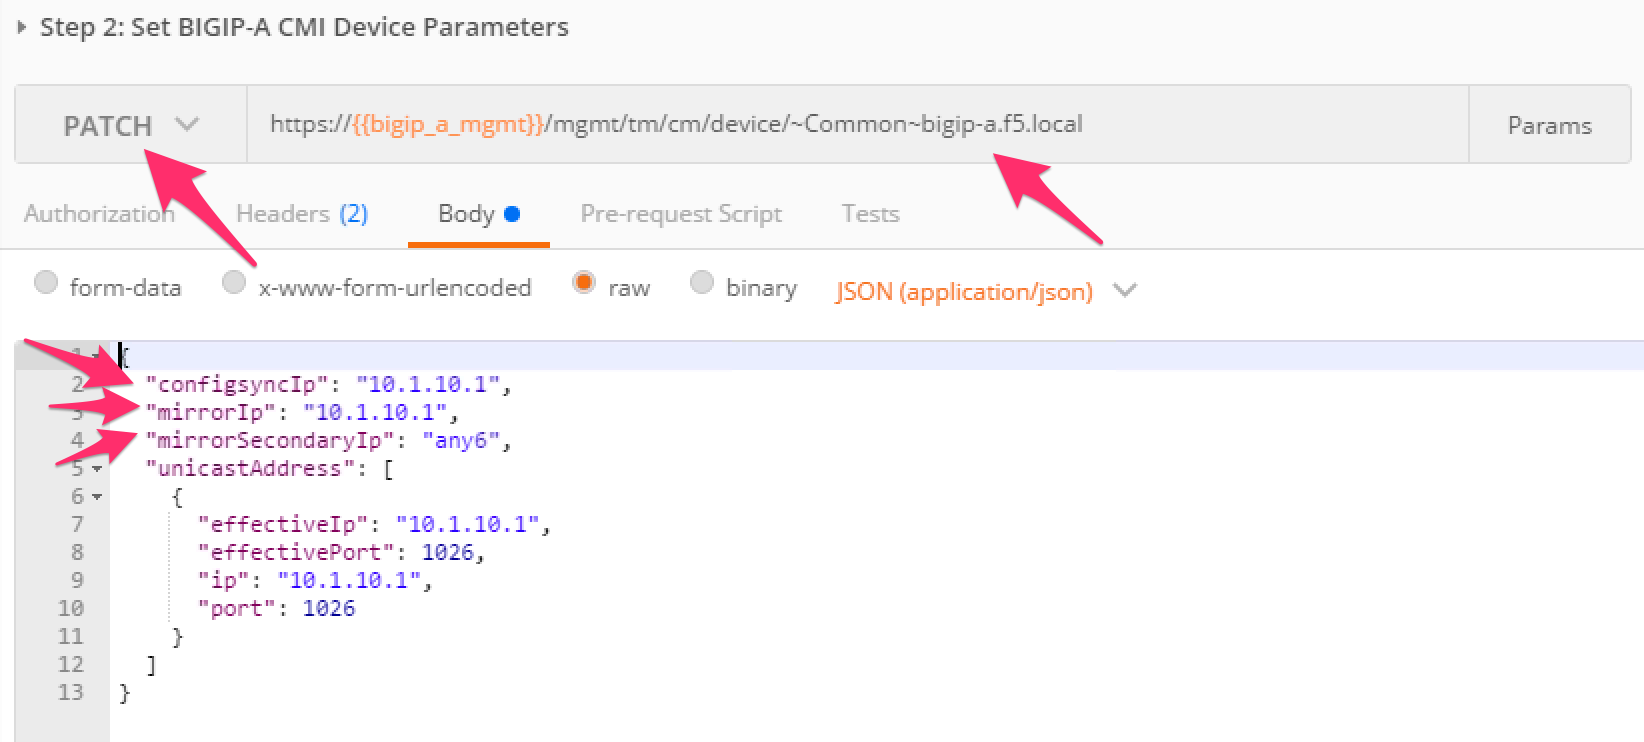 Step 2: Set BIGIP-A CMI Device Parameters
PATCH https://{{bigip_a_mgmt}}/mgmt/tm/cm/device/~Common~bigip-a.f5.local Params
Authorization Headers (2) Body Pre-request Script Tests
form-data x-www-form-urlencoded raw binary JSON (application/json)
1 {
2 "configsyncIp": "10.1.10.1",
3 "mirrorIp": "10.1.10.1",
4 "mirrorSecondaryIp": "any6",
5 "unicastAddress": [
6 {
7 "effectiveIp": "10.1.10.1",
8 "effectivePort": 1026,
9 "ip": "10.1.10.1",
10 "port": 1026
11 }
12 ]
13 }